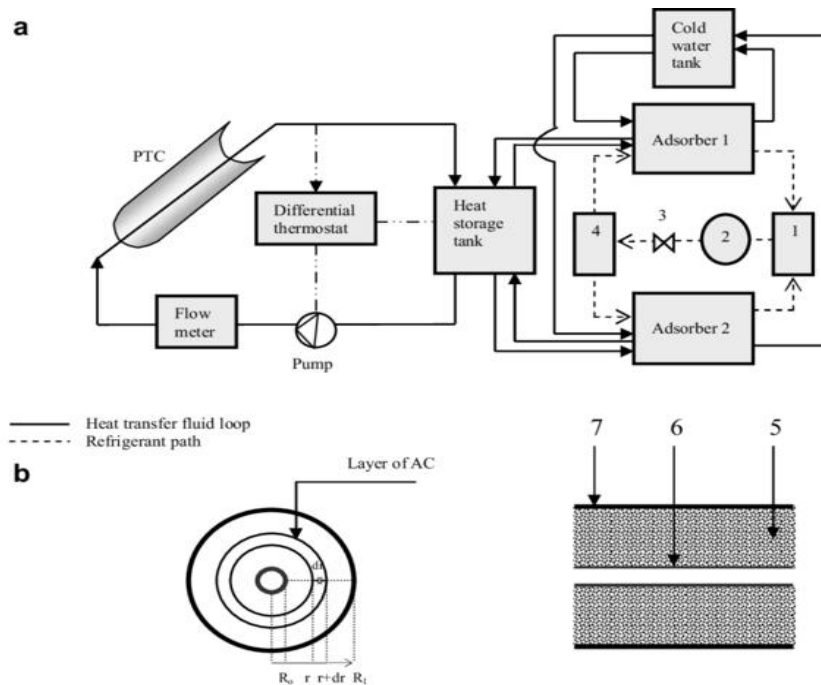 a
Cold
water
tank
PTC
Adsorber 1
Differential
thermostat
Heat
storage
tank
4
3
2
1
Flow
meter
Pump
Adsorber 2
Heat transfer fluid loop
Refrigerant path
b
Layer of AC
dr
R₀ r r+dr R₁
7 6 5